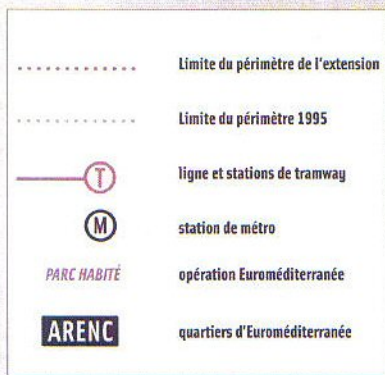 Limite du périmètre de l'extension
Limite du périmètre 1995
T ligne et stations de tramway
M station de métro
PARC HABITÉ opération Euroméditerranée
ARENC quartiers d'Euroméditerranée